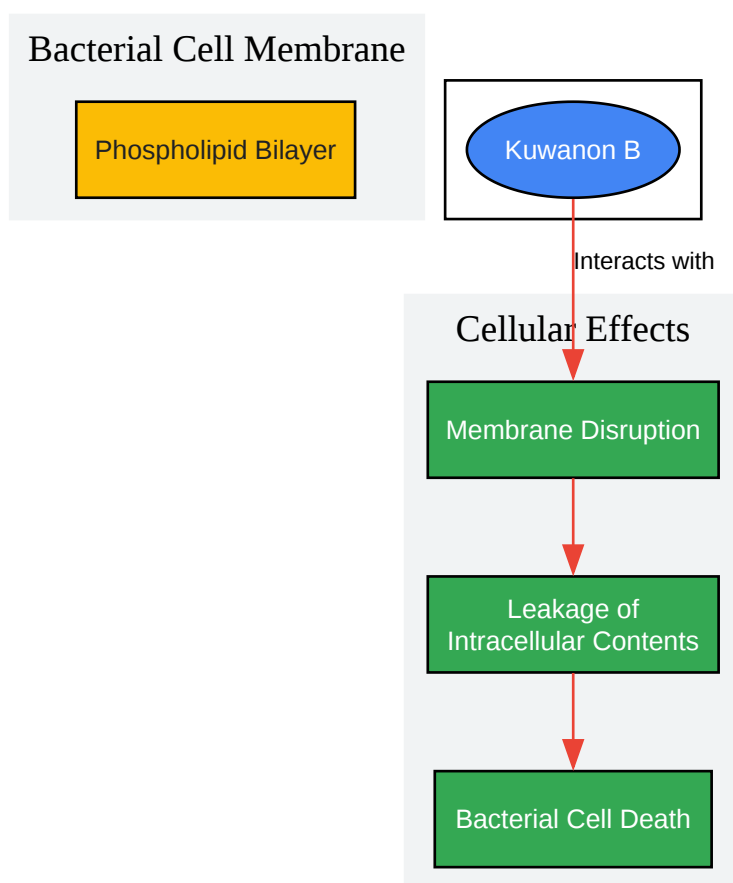 Bacterial Cell Membrane
Phospholipid Bilayer
Kuwanon B
Interacts with
Cellular Effects
Membrane Disruption
Leakage of
Intracellular Contents
Bacterial Cell Death